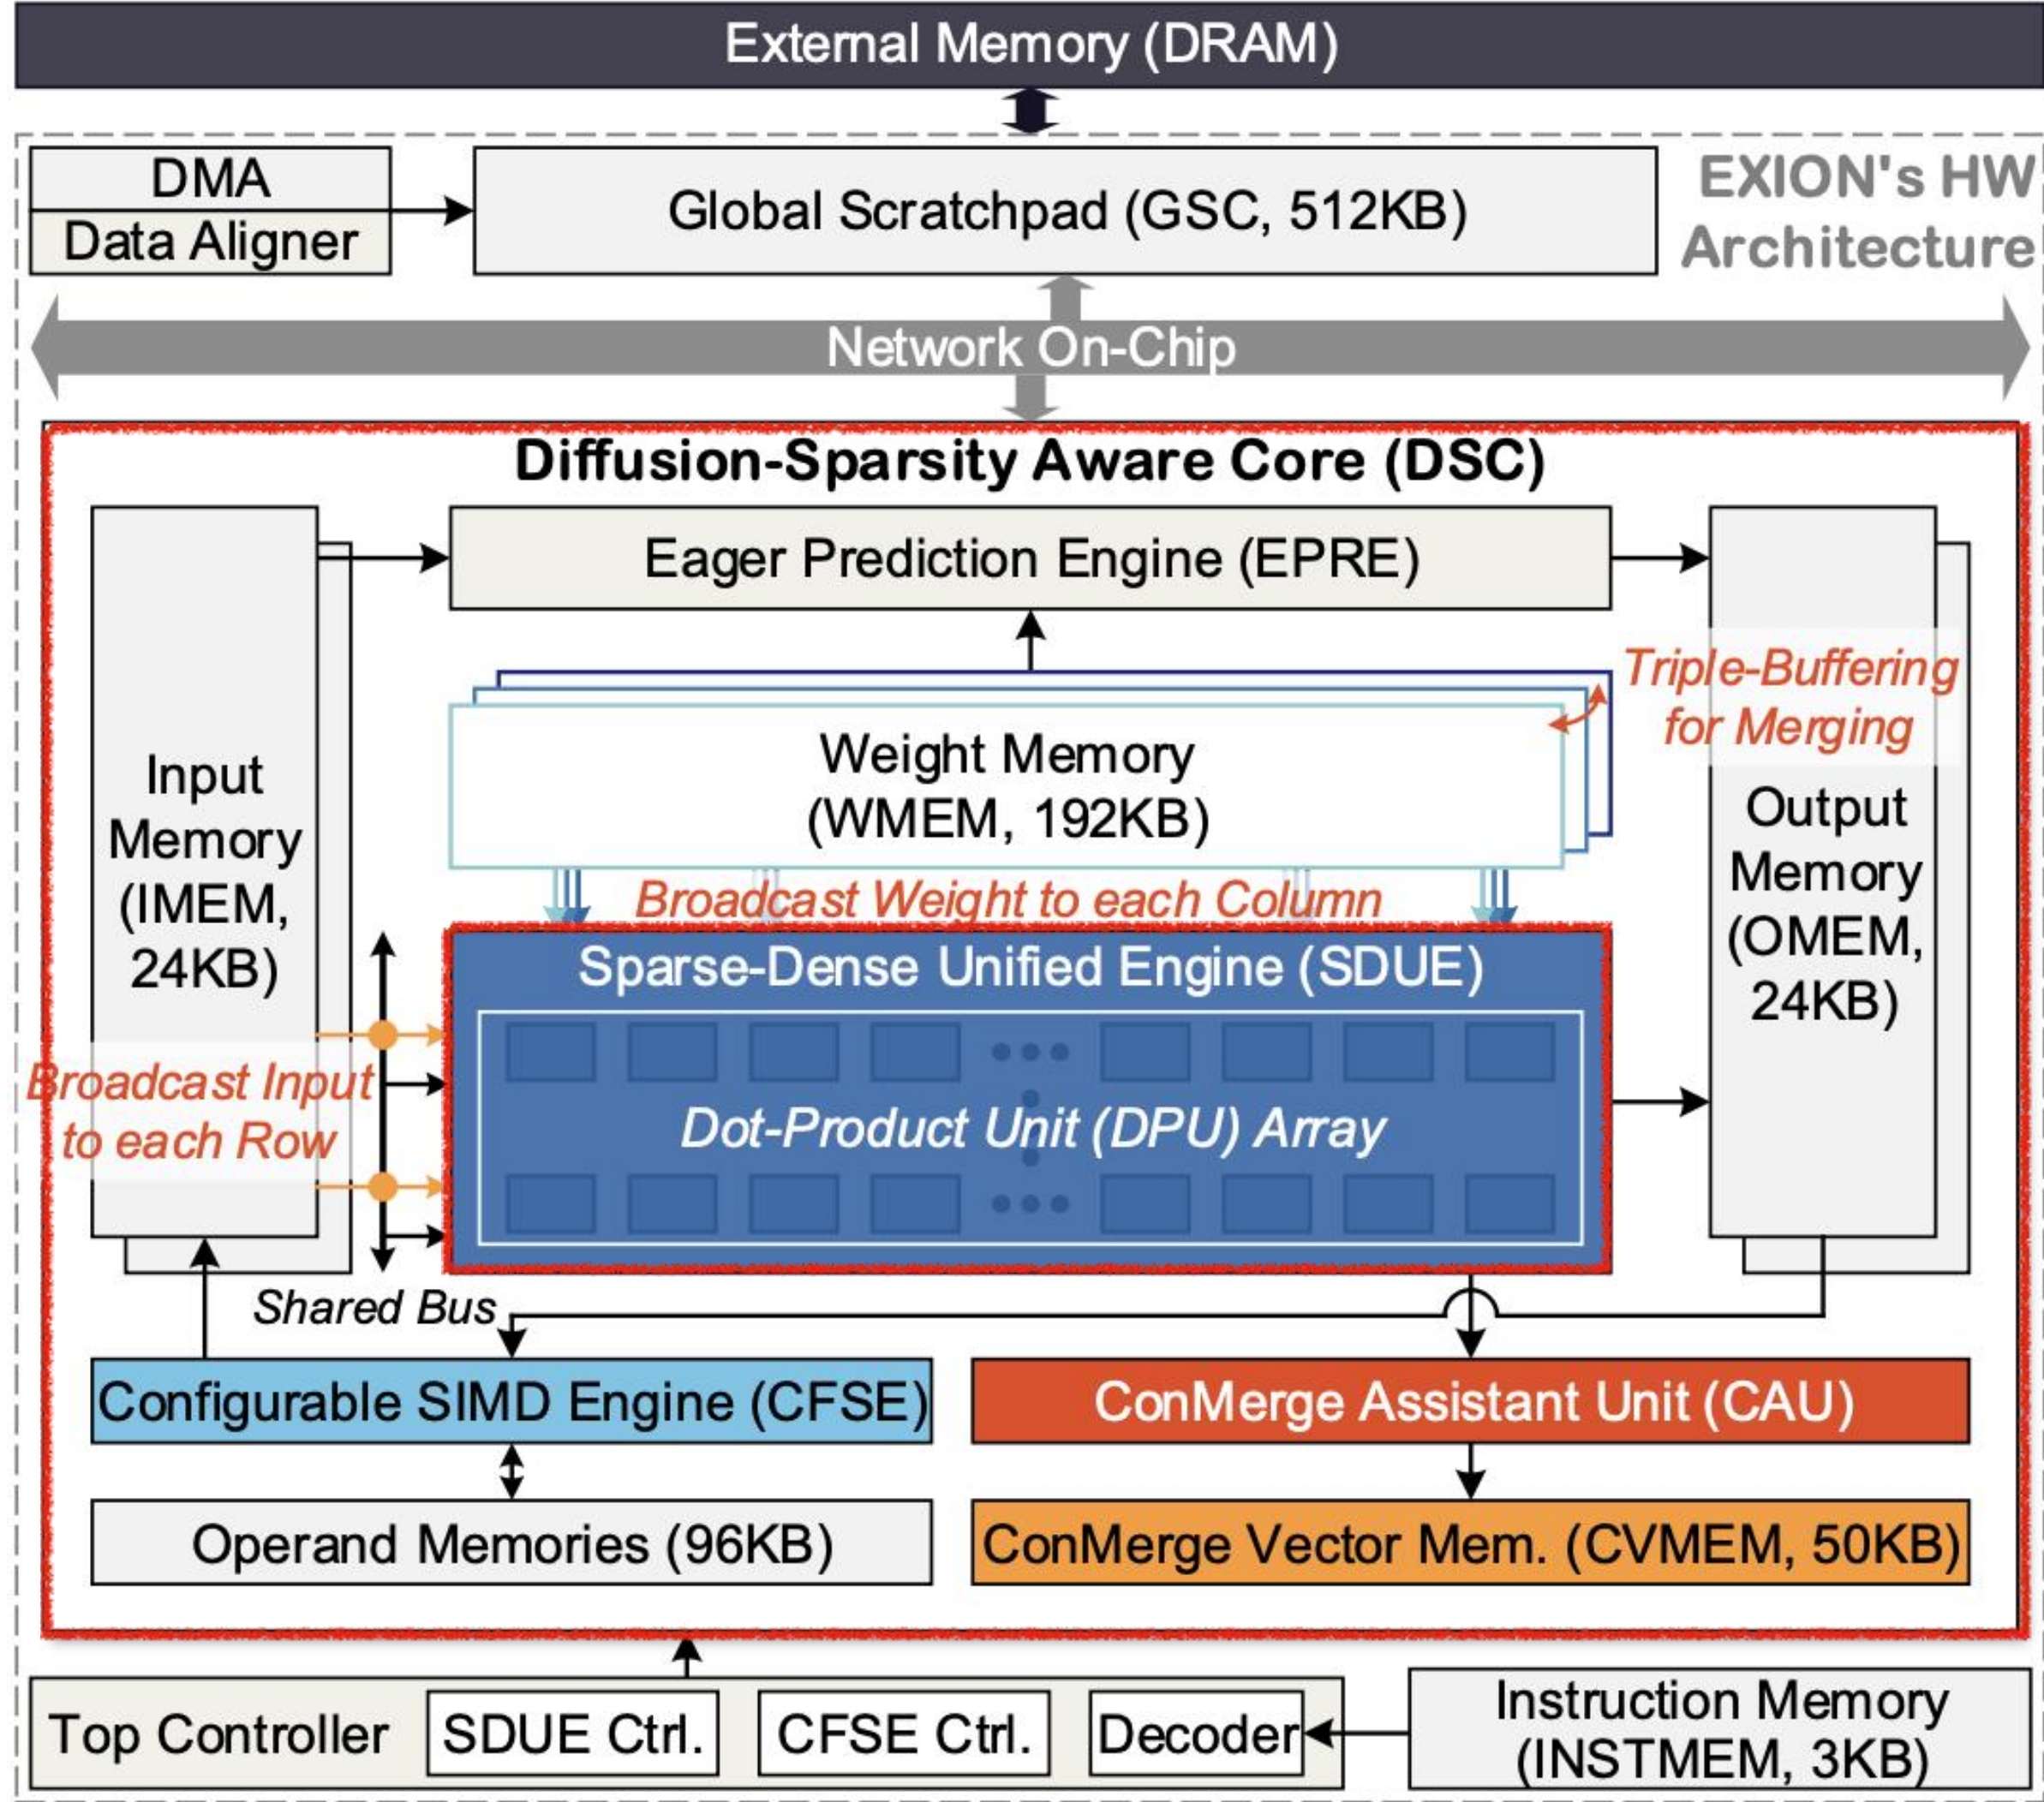 External Memory (DRAM)
DMA
Data Aligner
Global Scratchpad (GSC, 512KB)
EXION's HW
Architecture
Network On-Chip
Diffusion-Sparsity Aware Core (DSC)
Eager Prediction Engine (EPRE)
Triple-Buffering
for Merging
Weight Memory
(WMEM, 192KB)
Input
Memory
(IMEM,
24KB)
Output
Memory
(OMEM,
24KB)
Broadcast Weight to each Column
Sparse-Dense Unified Engine (SDUE)
Broadcast Input
to each Row
Dot-Product Unit (DPU) Array
Shared Bus
Configurable SIMD Engine (CFSE)
ConMerge Assistant Unit (CAU)
Operand Memories (96KB)
ConMerge Vector Mem. (CVMEM, 50KB)
Top Controller
SDUE Ctrl.
CFSE Ctrl.
Decoder
Instruction Memory
(INSTMEM, 3KB)